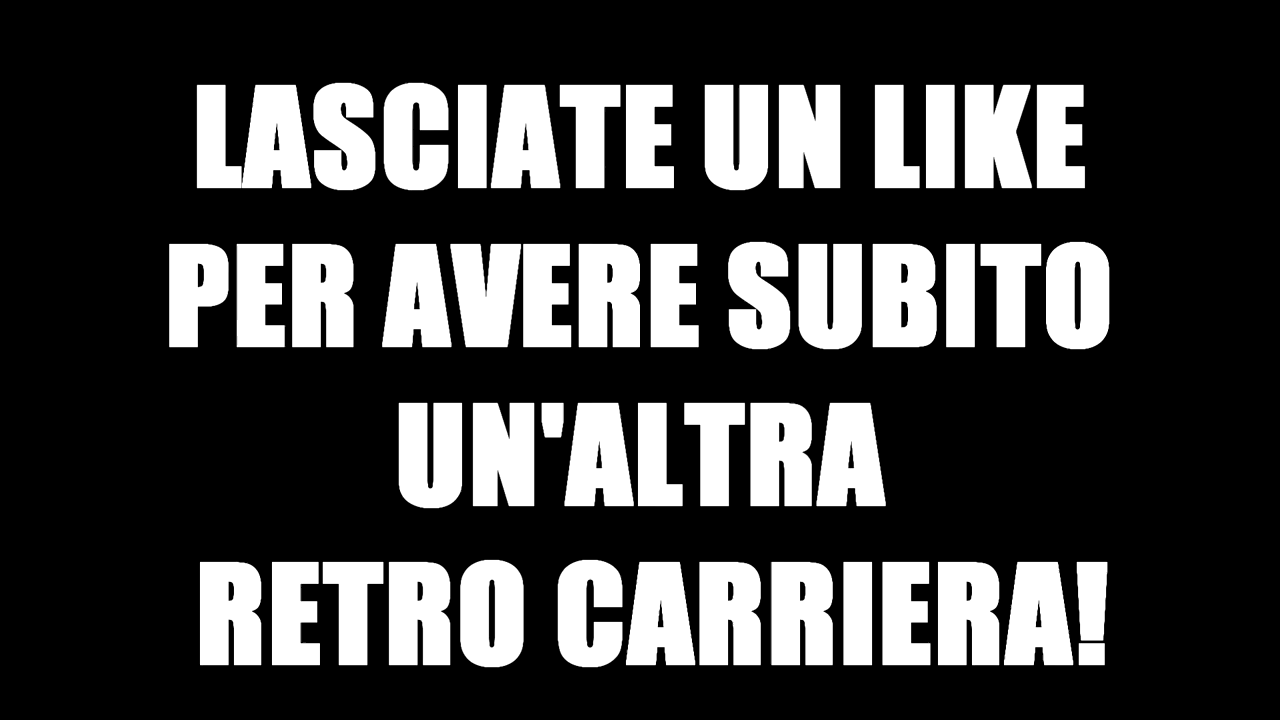 LASCIATE UN LIKE
PER AVERE SUBITO
UN'ALTRA
RETRO CARRIERA!